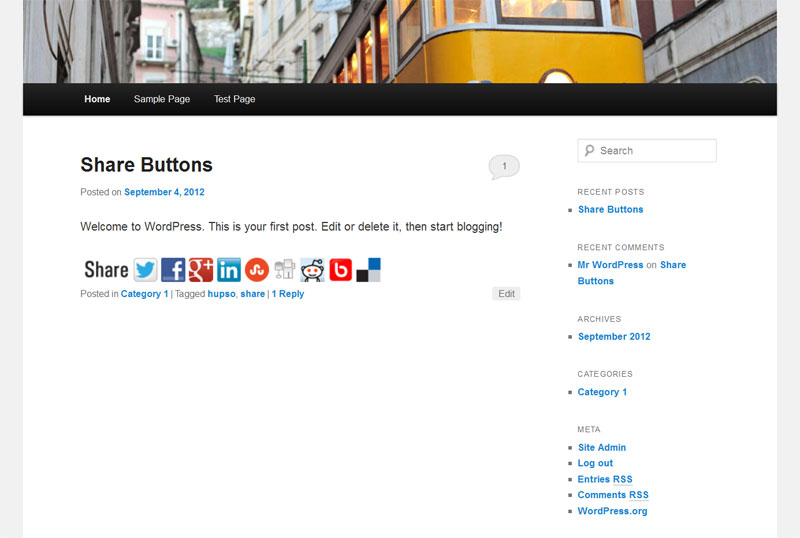 Home Sample Page Test Page
Share Buttons
1
Posted on September 4, 2012
Welcome to WordPress. This is your first post. Edit or delete it, then start blogging!
Share
Posted in Category 1 | Tagged hupso, share | 1 Reply
Edit
Search
RECENT POSTS
Share Buttons
RECENT COMMENTS
Mr WordPress on Share
Buttons
ARCHIVES
September 2012
CATEGORIES
Category 1
META
Site Admin
Log out
Entries RSS
Comments RSS
WordPress.org